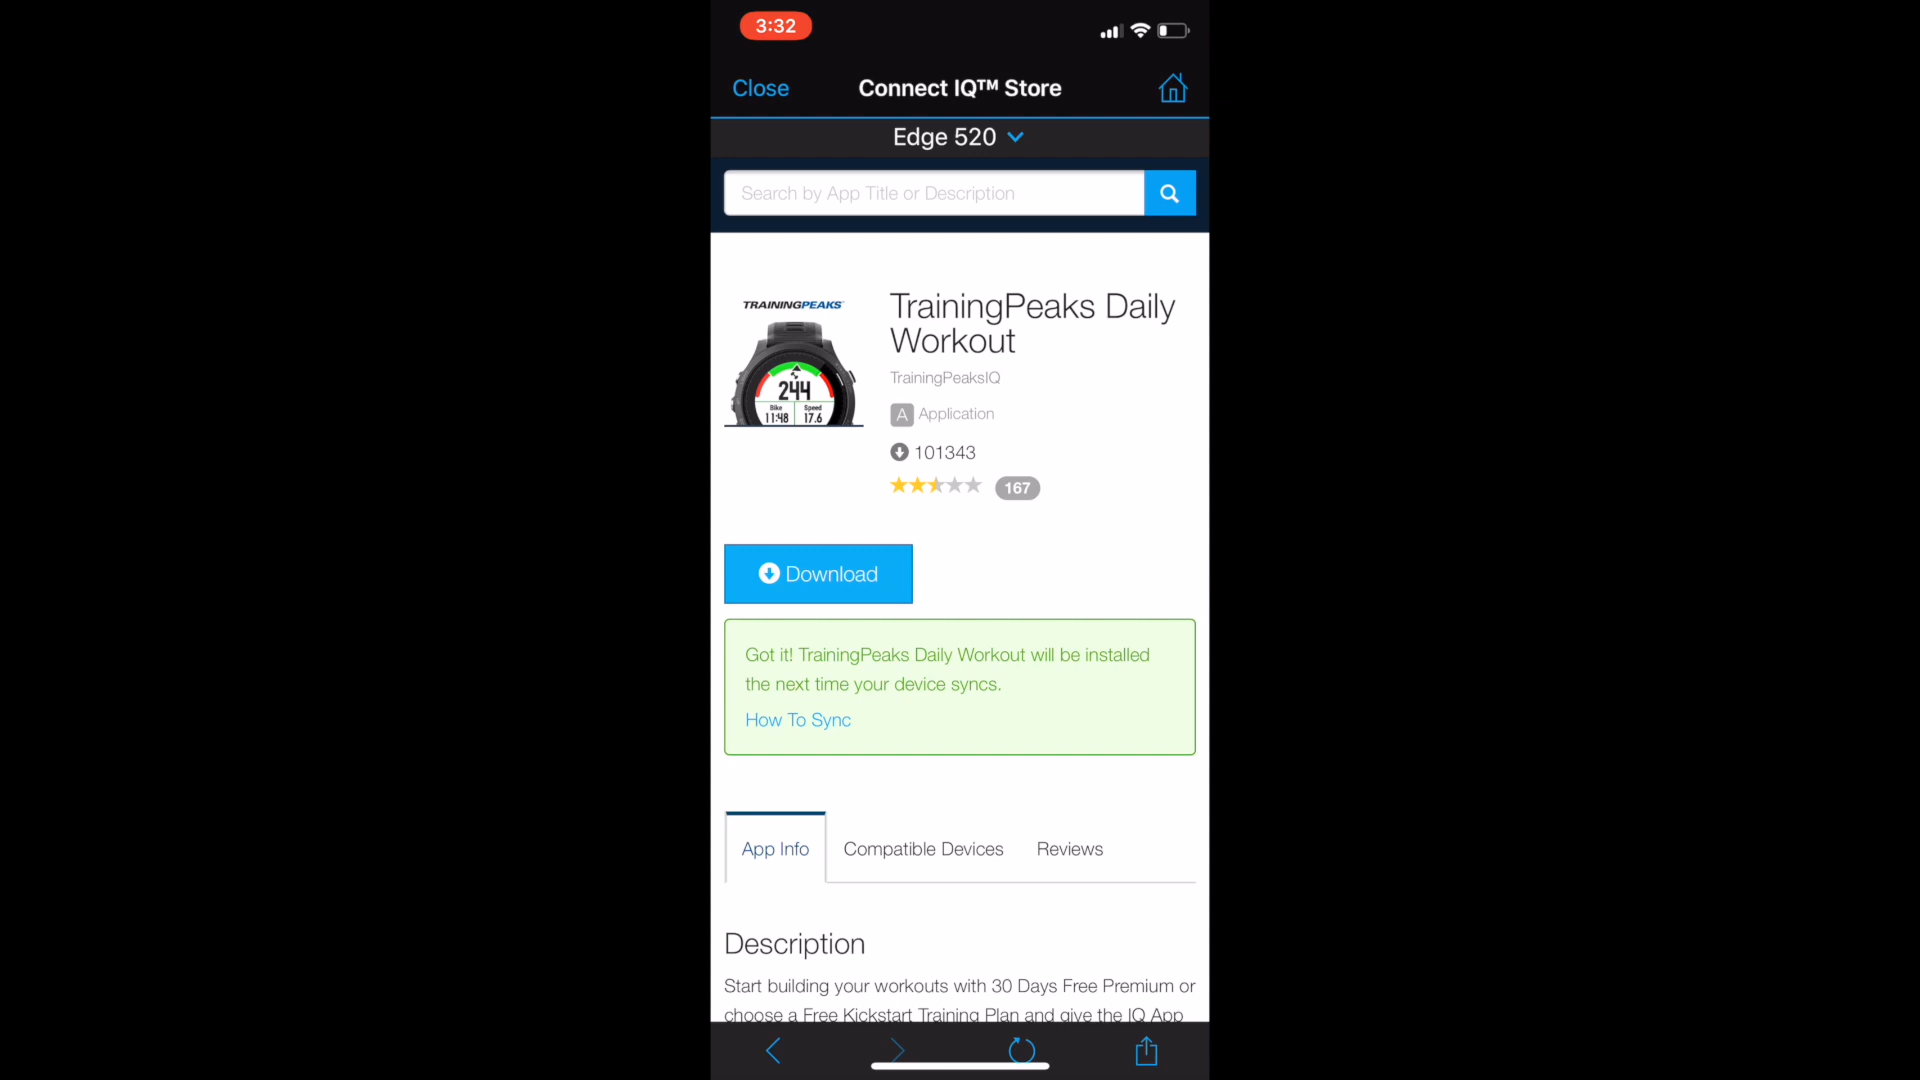 3:32
Close
Connect IQ™ Store
Edge 520
Search by App Title or Description
TRAININGPEAKS
244
Bike
Speed
11:48
17.6
TrainingPeaks Daily
Workout
TrainingPeaksIQ
A Application
101343
167
Download
Got it! TrainingPeaks Daily Workout will be installed
the next time your device syncs.
How To Sync
App Info
Compatible Devices
Reviews
Description
Start building your workouts with 30 Days Free Premium or
choose a Free Kickstart Training Plan and give the IQ App